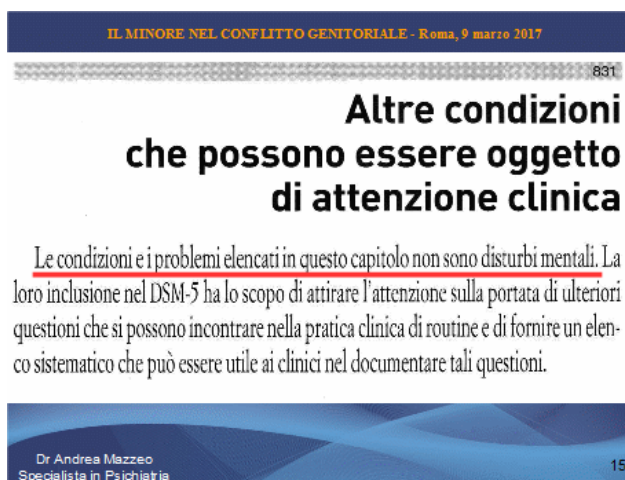 IL MINORE NEL CONFLITTO GENITORIALE - Roma, 9 marzo 2017
831
Altre condizioni
che possono essere oggetto
di attenzione clinica
Le condizioni e i problemi elencati in questo capitolo non sono disturbi mentali. La
loro inclusione nel DSM-5 ha lo scopo di attirare l'attenzione sulla portata di ulteriori
questioni che si possono incontrare nella pratica clinica di routine e di fornire un elen-
co sistematico che può essere utile ai clinici nel documentare tali questioni.
Dr Andrea Mazzeo
Specialista in Psichiatria
15